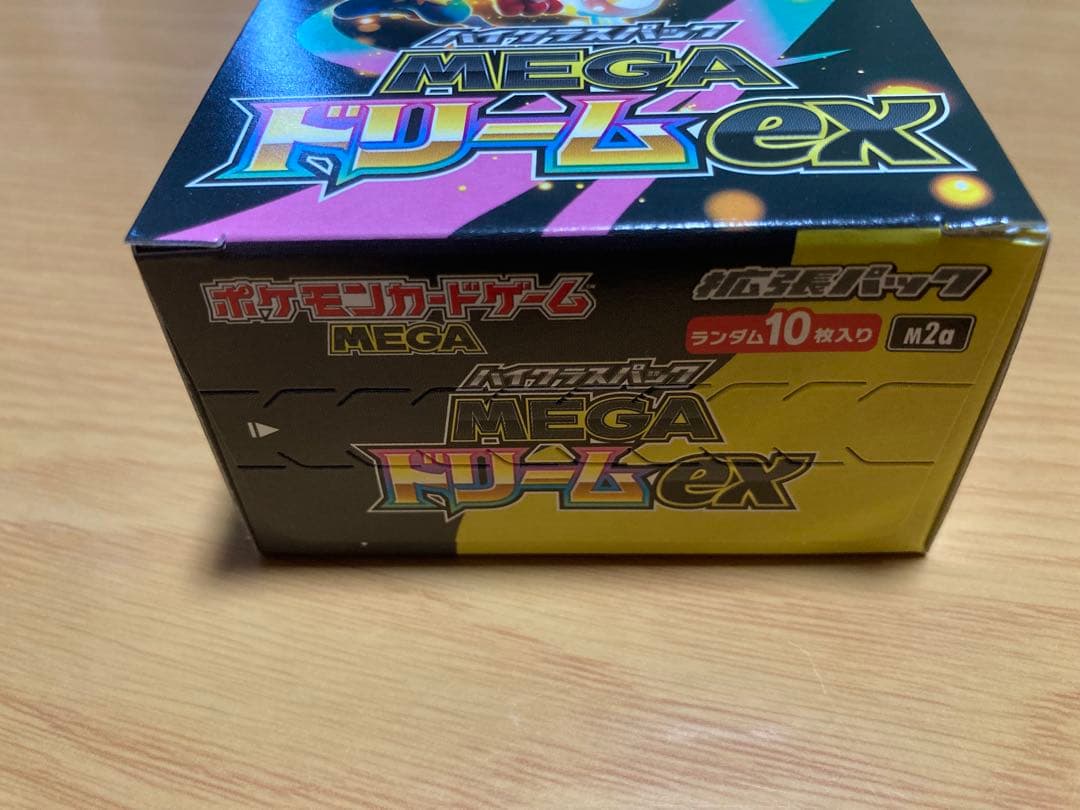 ハイクラスパック
MEGA
ドリームex
ポケモンカードゲーム
MEGA
拡張パック
ランダム10枚入り
M2a
ハイクラスパック
MEGA
ドリームex